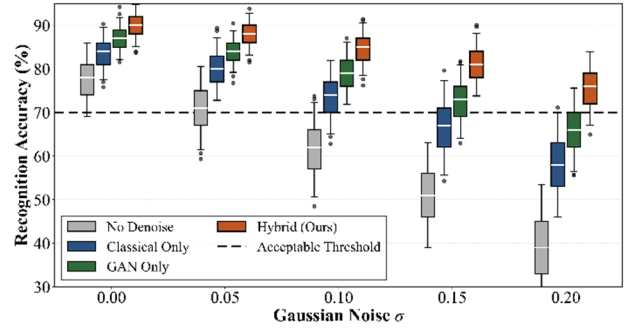 Recognition Accuracy (%)
90
80
70
60
50
40
30
No Denoise
Classical Only
GAN Only
Hybrid (Ours)
Acceptable Threshold
0.00 0.05 0.10 0.15 0.20
Gaussian Noise σ